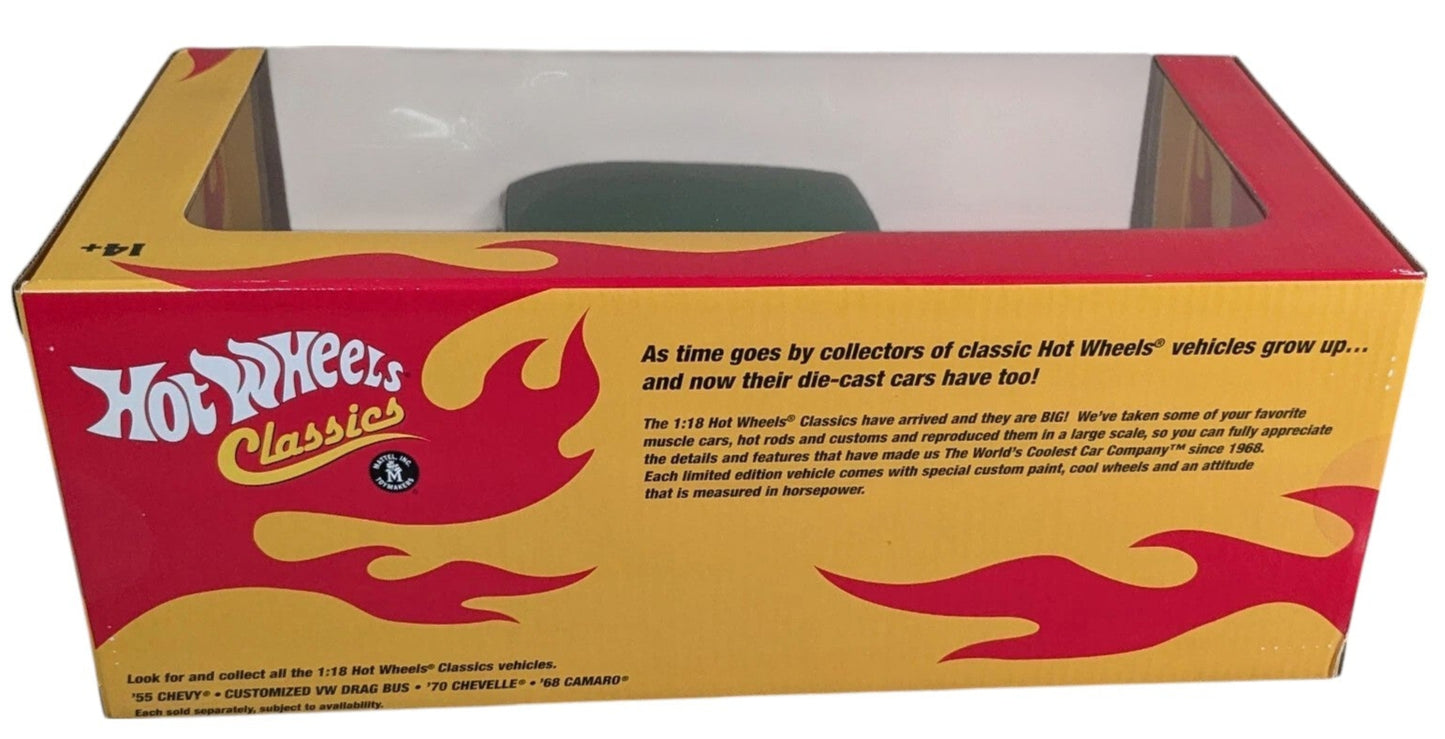 14+
HOT WHEELS
Classics
MATTEL, INC.
M
TOYMAKERS
As time goes by collectors of classic Hot Wheels® vehicles grow up...
and now their die-cast cars have too!
The 1:18 Hot Wheels® Classics have arrived and they are BIG! We've taken some of your favorite
muscle cars, hot rods and customs and reproduced them in a large scale, so you can fully appreciate
the details and features that have made us The World's Coolest Car Company™ since 1968.
Each limited edition vehicle comes with special custom paint, cool wheels and an attitude
that is measured in horsepower.
Look for and collect all the 1:18 Hot Wheels® Classics vehicles.
'55 CHEVY® • CUSTOMIZED VW DRAG BUS • '70 CHEVELLE® • '68 CAMARO®
Each sold separately, subject to availability.